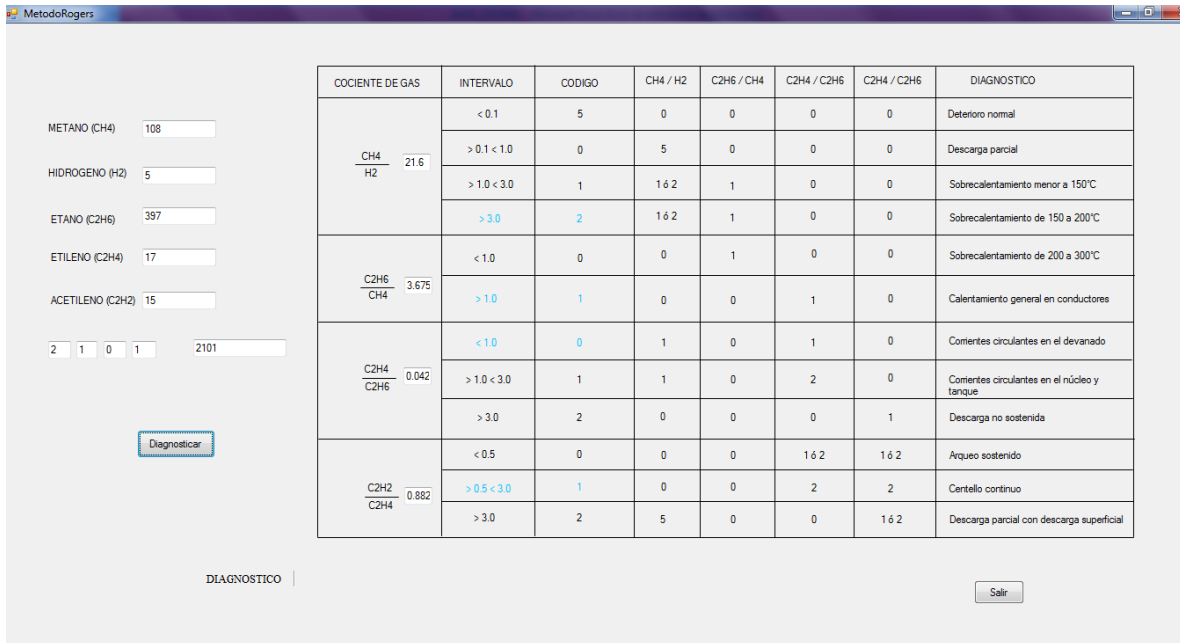 MetodoRogers
COCIENTE DE GAS INTERVALO CODIGO CH4 / H2 C2H6 / CH4 C2H4 / C2H6 C2H4 / C2H6 DIAGNOSTICO
METANO (CH4) 108
HIDROGENO (H2) 5
ETANO (C2H6) 397
ETILENO (C2H4) 17
ACETILENO (C2H2) 15
2 1 0 1 2101
Diagnosticar
CH4
H2
21.6
< 0.1 5 0 0 0 0 Deterioro normal
> 0.1 < 1.0 0 5 0 0 0 Descarga parcial
> 1.0 < 3.0 1 1 ó 2 1 0 0 Sobrecalentamiento menor a 150°C
> 3.0 2 1 ó 2 1 0 0 Sobrecalentamiento de 150 a 200°C
C2H6
CH4
3.675
< 1.0 0 0 1 0 0 Sobrecalentamiento de 200 a 300°C
> 1.0 1 0 0 1 0 Calentamiento general en conductores
C2H4
C2H6
0.042
< 1.0 0 1 0 1 0 Corrientes circulantes en el devanado
> 1.0 < 3.0 1 1 0 2 0 Corrientes circulantes en el núcleo y
tanque
> 3.0 2 0 0 0 1 Descarga no sostenida
C2H2
C2H4
0.882
< 0.5 0 0 0 1 ó 2 1 ó 2 Arqueo sostenido
> 0.5 < 3.0 1 0 0 2 2 Centello continuo
> 3.0 2 5 0 0 1 ó 2 Descarga parcial con descarga superficial
DIAGNOSTICO
Salir